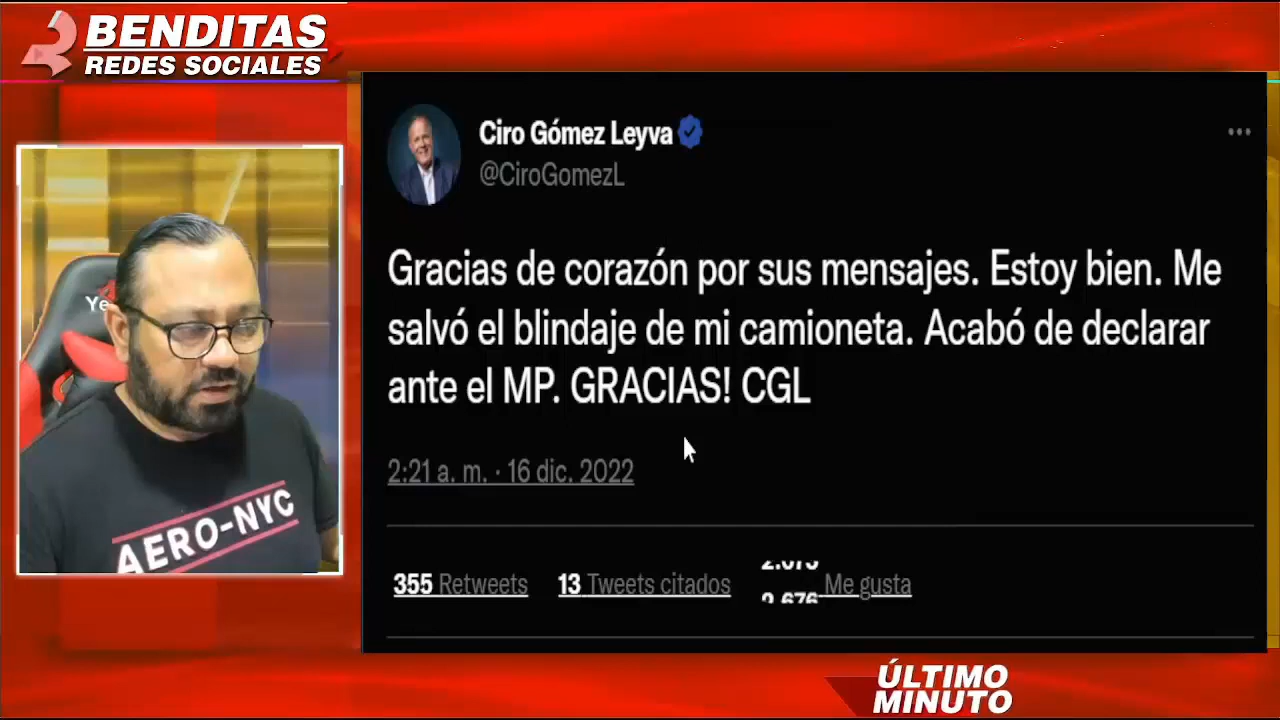 BENDITAS
REDES SOCIALES
Ciro Gómez Leyva
@CiroGomezL
Gracias de corazón por sus mensajes. Estoy bien. Me
salvó el blindaje de mi camioneta. Acabó de declarar
ante el MP. GRACIAS! CGL
2:21 a. m. · 16 dic. 2022
355 Retweets 13 Tweets citados Me gusta
Ye
AERO-NYC
ÚLTIMO
MINUTO